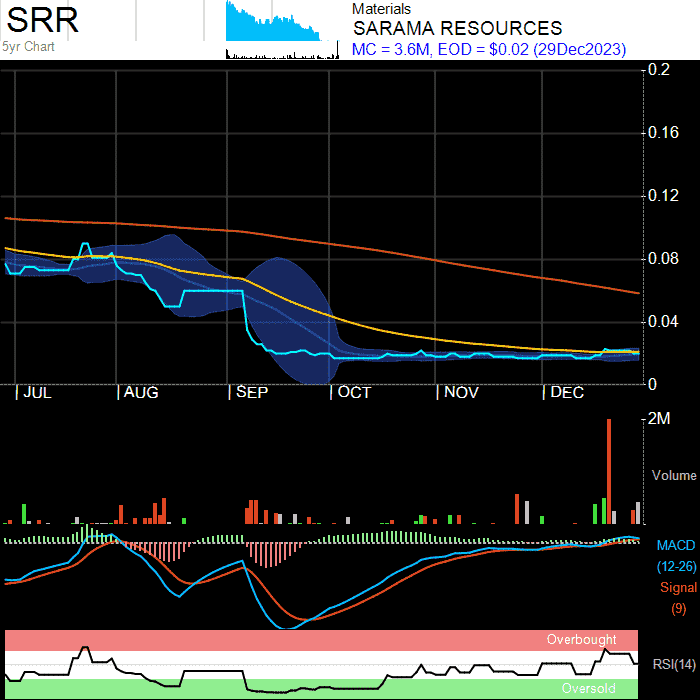 SRR
5yr Chart
Materials
SARAMA RESOURCES
MC = 3.6M, EOD = $0.02 (29Dec2023)
0.2
0.16
0.12
0.08
0.04
0
JUL AUG SEP OCT NOV DEC
2M
Volume
MACD
(12-26)
Signal
(9)
Overbought
RSI(14)
Oversold